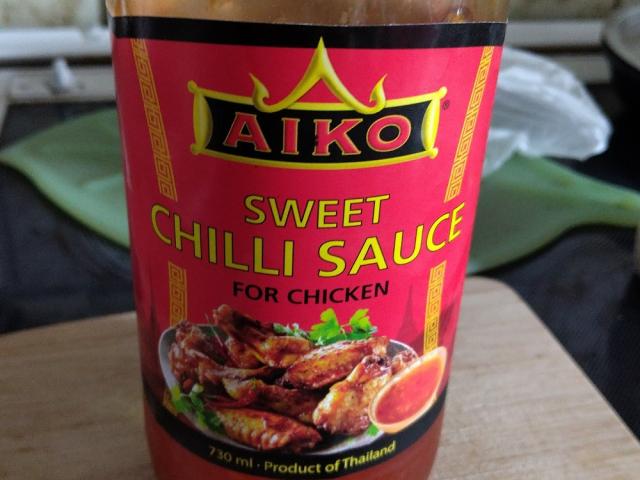 AIKO®
SWEET
CHILLI SAUCE
FOR CHICKEN
730 ml · Product of Thailand